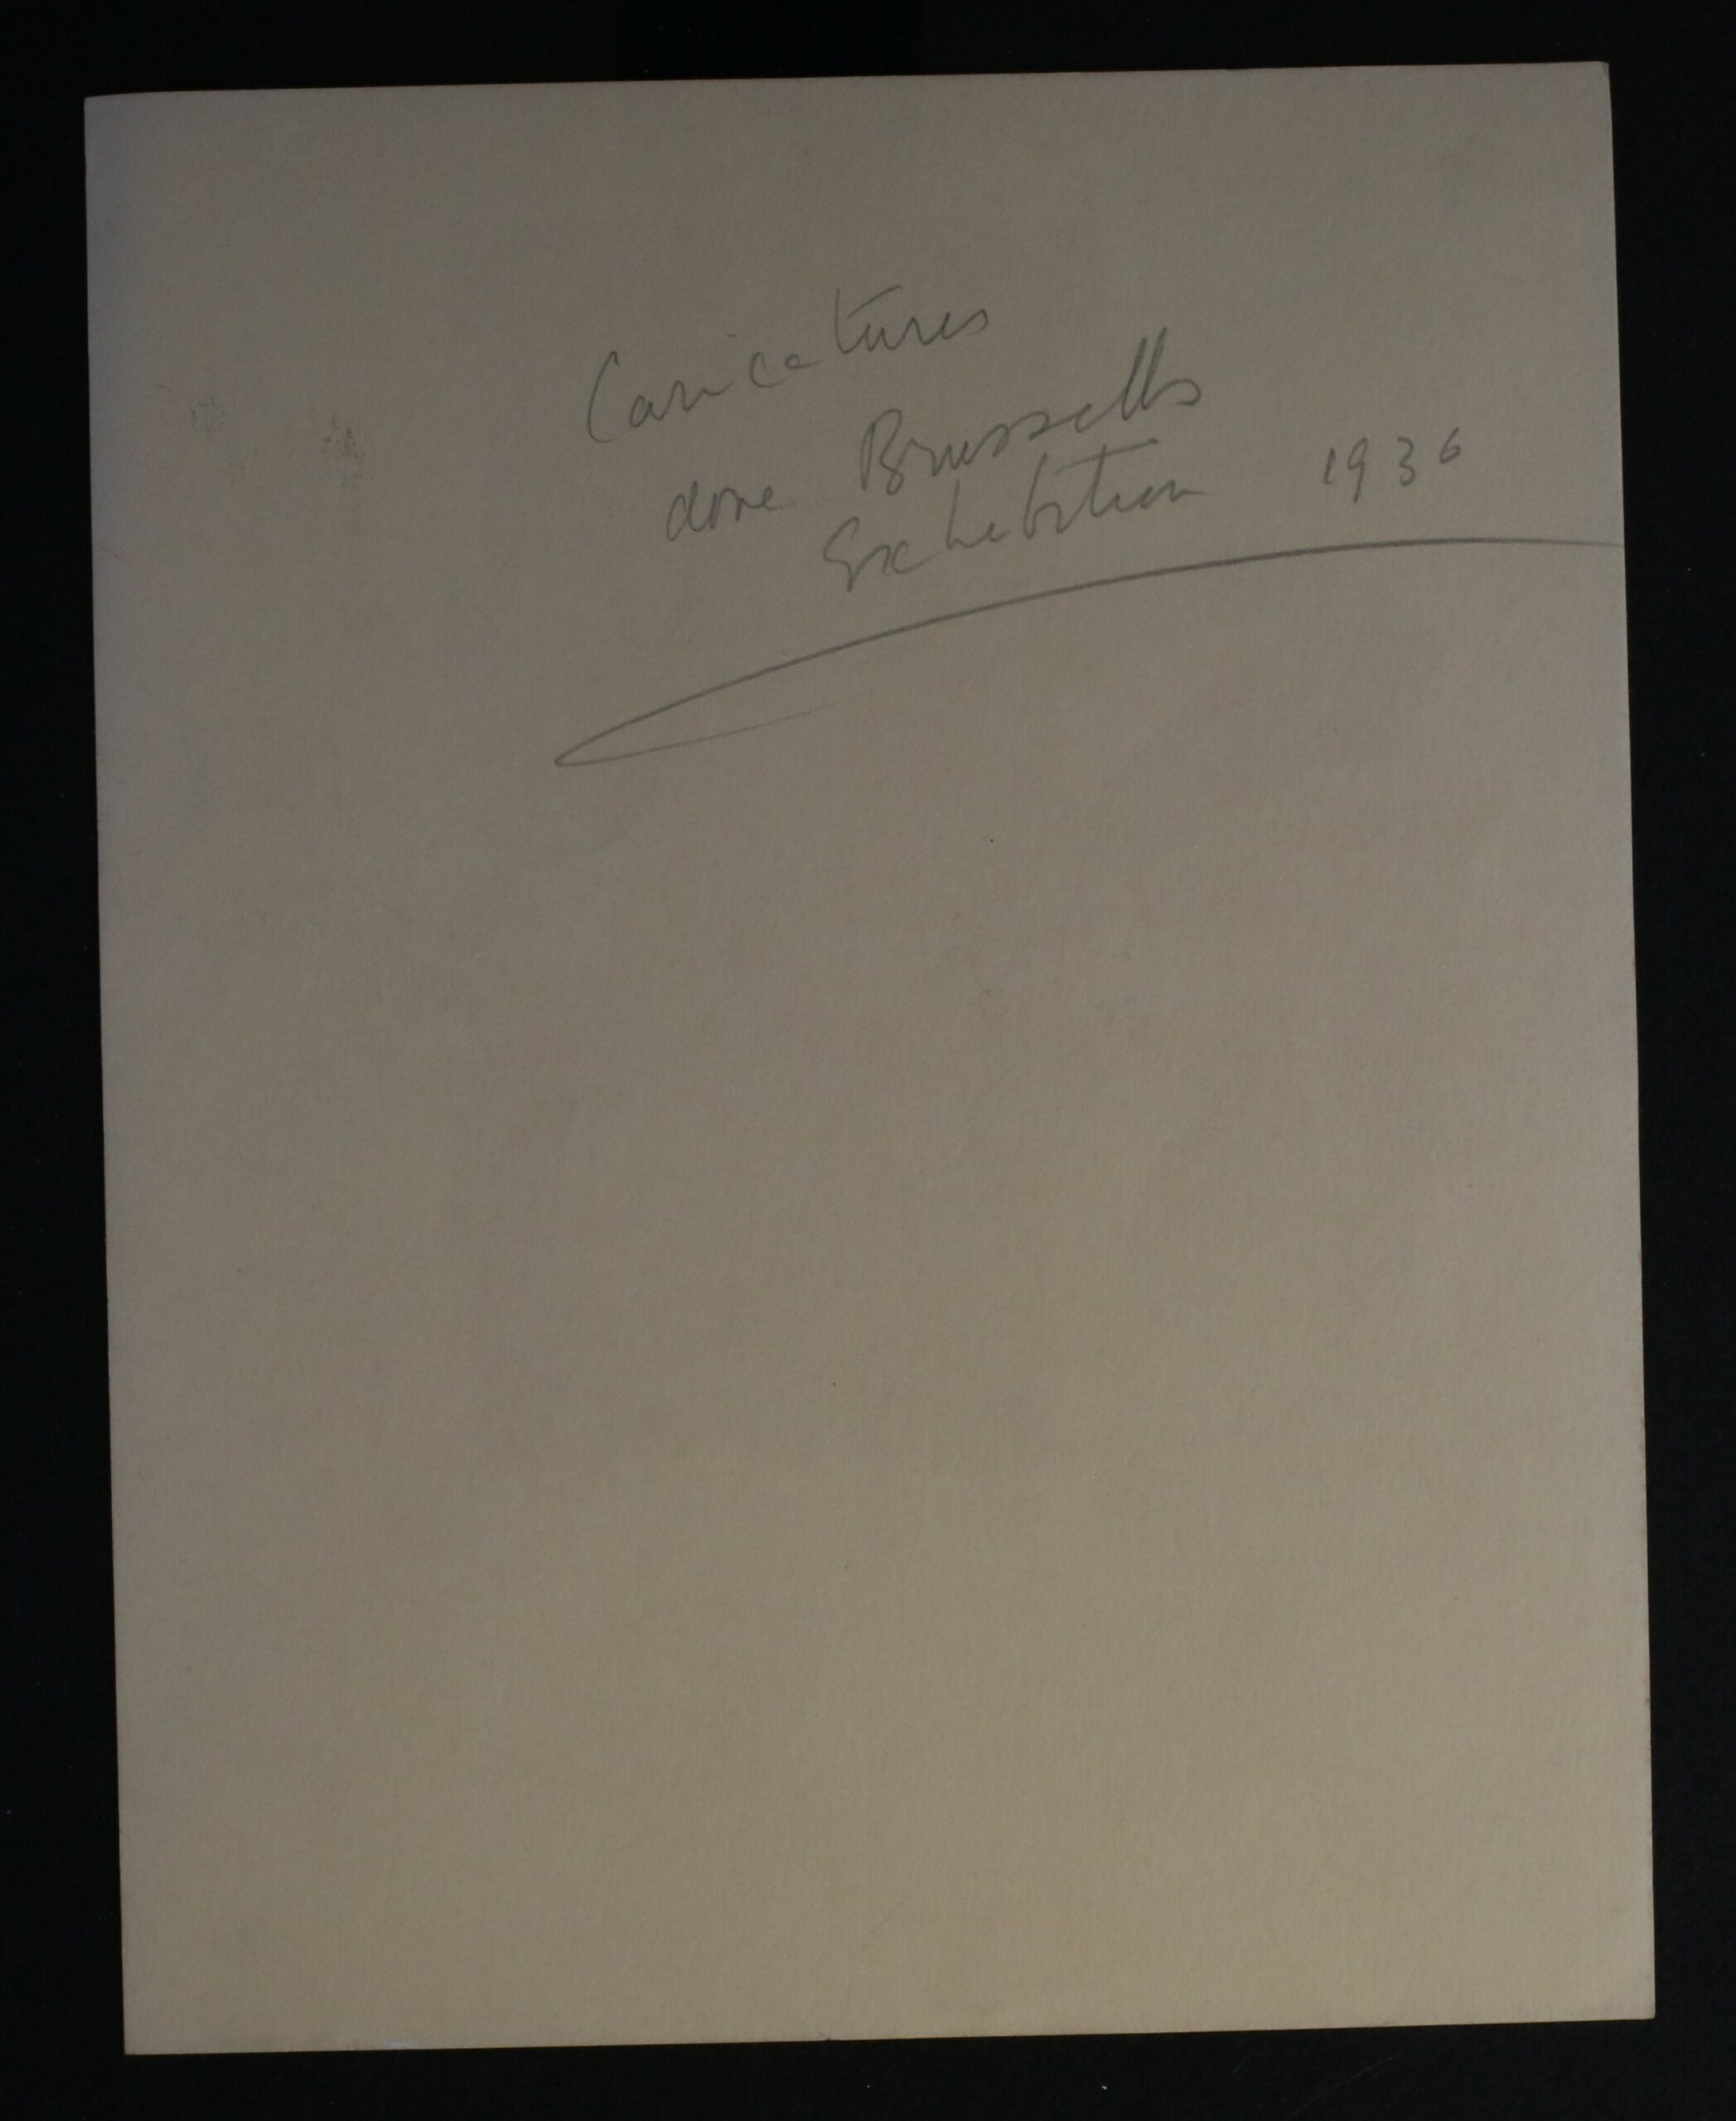 Caricatures
done Brussells
Exhibition 1936